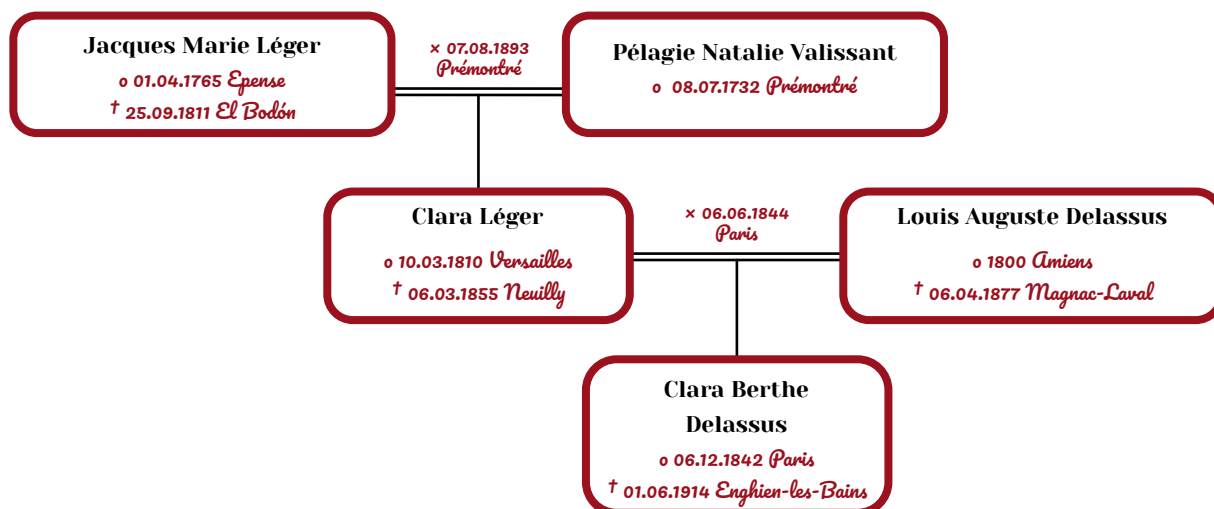 Jacques Marie Léger
o 01.04.1765 Epense
† 25.09.1811 El Bodón
× 07.08.1893
Prémontré
Pélagie Natalie Valissant
o 08.07.1732 Prémontré
Clara Léger
o 10.03.1810 Versailles
† 06.03.1855 Neuilly
× 06.06.1844
Paris
Louis Auguste Delassus
o 1800 Amiens
† 06.04.1877 Magnac-Laval
Clara Berthe
Delassus
o 06.12.1842 Paris
† 01.06.1914 Enghien-les-Bains